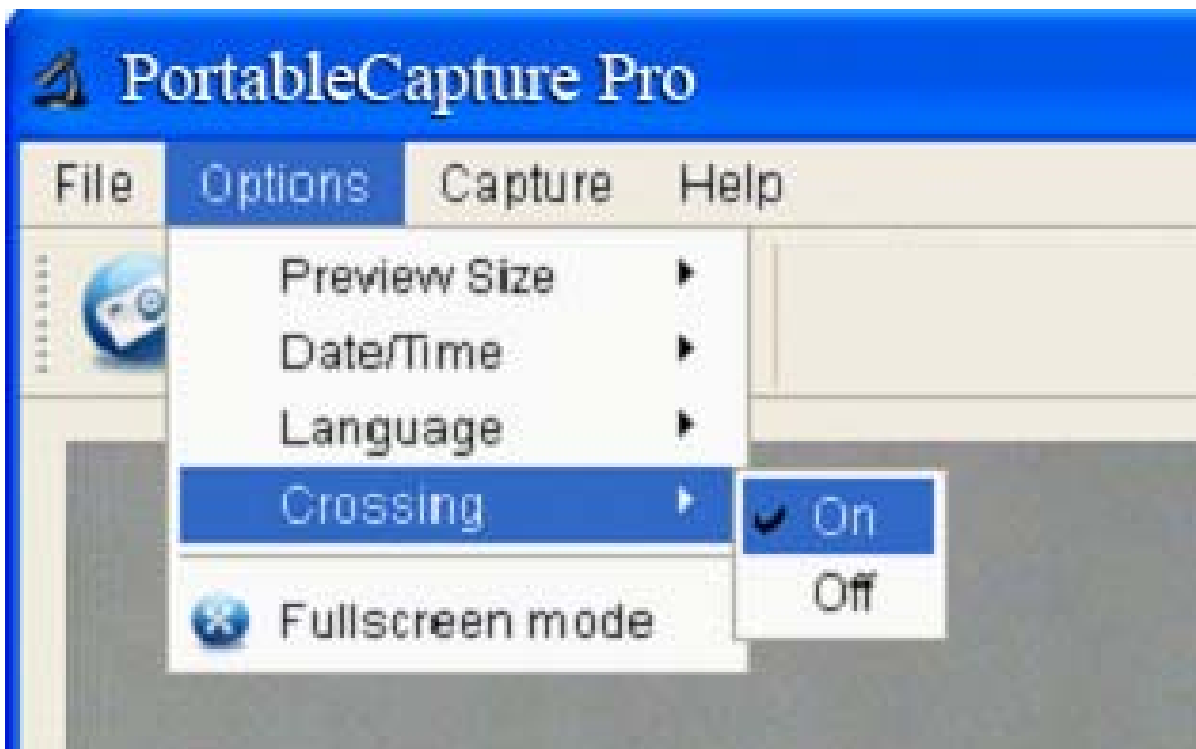 PortableCapture Pro
File Options Capture Help
Preview Size
Date/Time
Language
Crossing
On
Off
Fullscreen mode